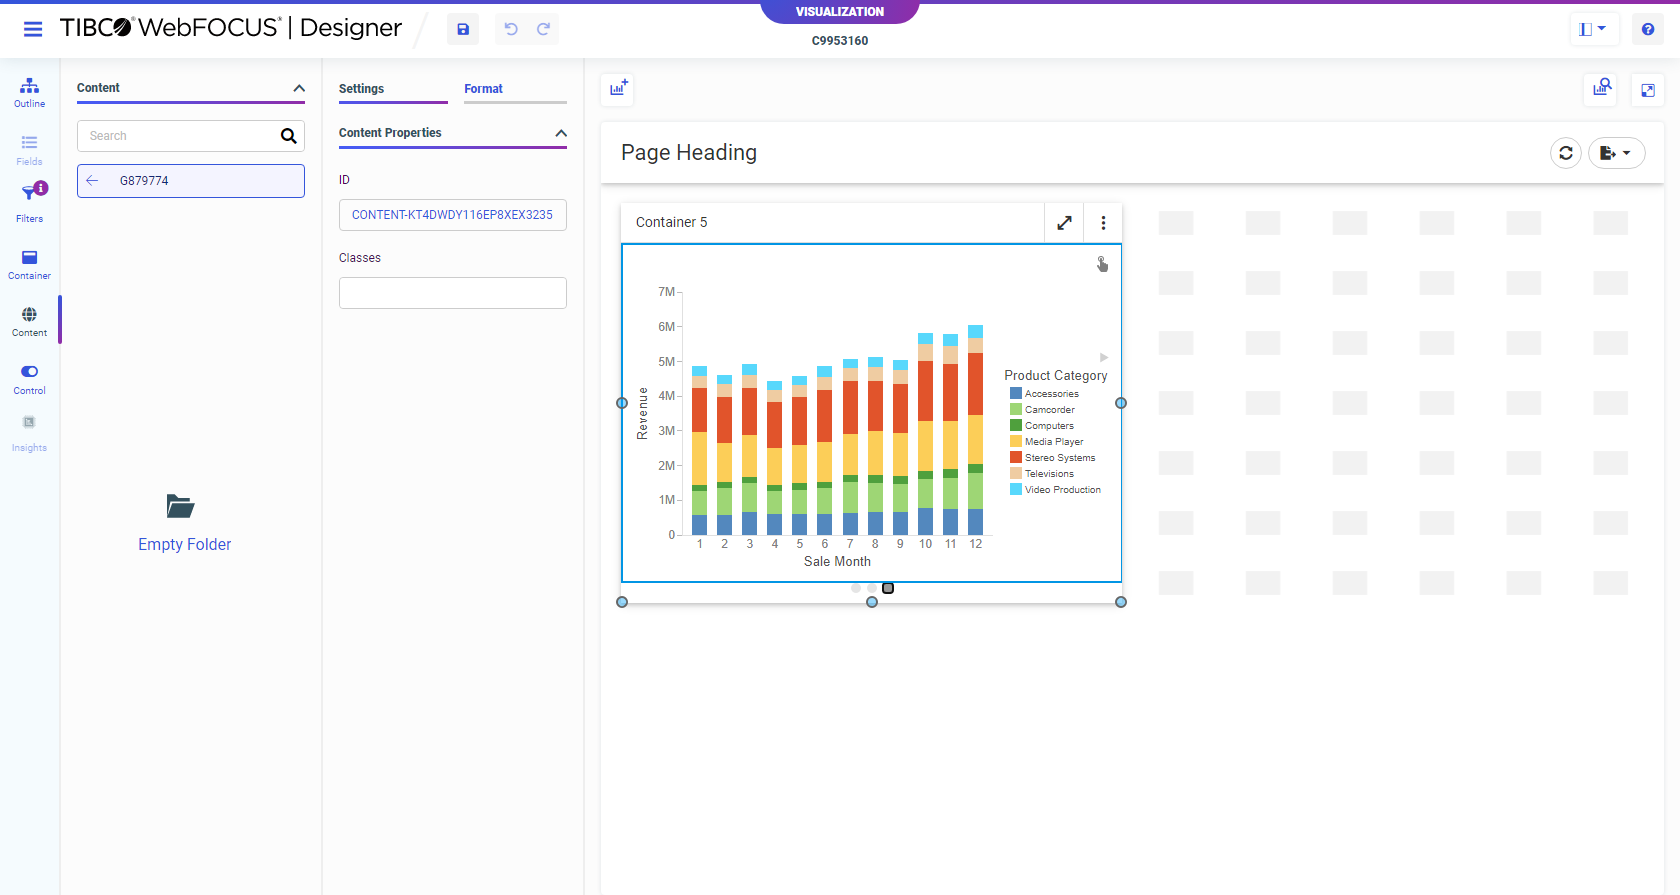 VISUALIZATION
TIBCO® WebFOCUS® | Designer
C9953160
Outline
Fields
Filters
Container
Content
Control
Insights
Content
Search
G879774
Empty Folder
Settings
Format
Content Properties
ID
CONTENT-KT4DWDY116EP8XEX3235
Classes
Page Heading
Container 5
7M
6M
5M
4M
3M
2M
1M
0
Revenue
1 2 3 4 5 6 7 8 9 10 11 12
Sale Month
Product Category
Accessories
Camcorder
Computers
Media Player
Stereo Systems
Televisions
Video Production